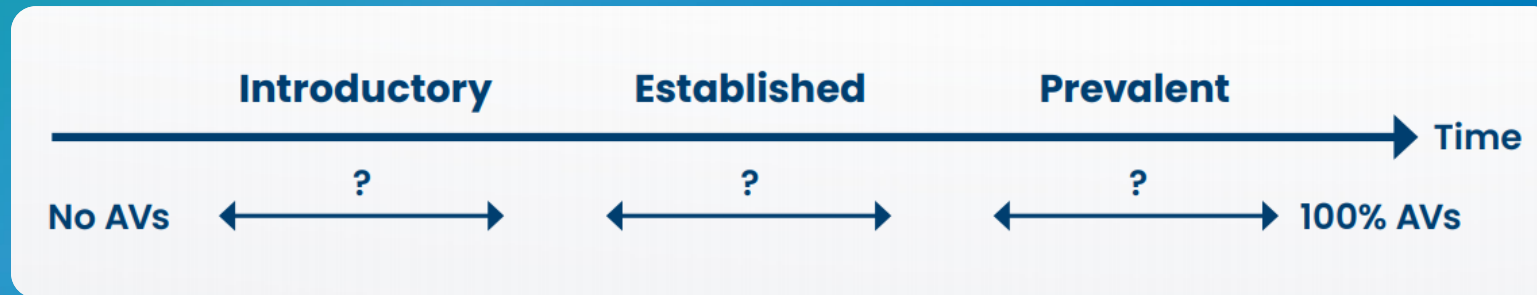 Introductory Established Prevalent
Time
? ? ?
No AVs 100% AVs